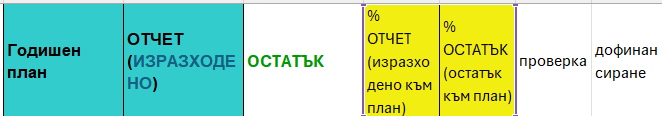 Годишен
план
ОТЧЕТ
(ИЗРАЗХОДЕ
НО)
ОСТАТЪК
%
ОТЧЕТ
(изразхо
дено към
план)
%
ОСТАТЪК
(остатък
към план)
проверка
дофинан
сиране